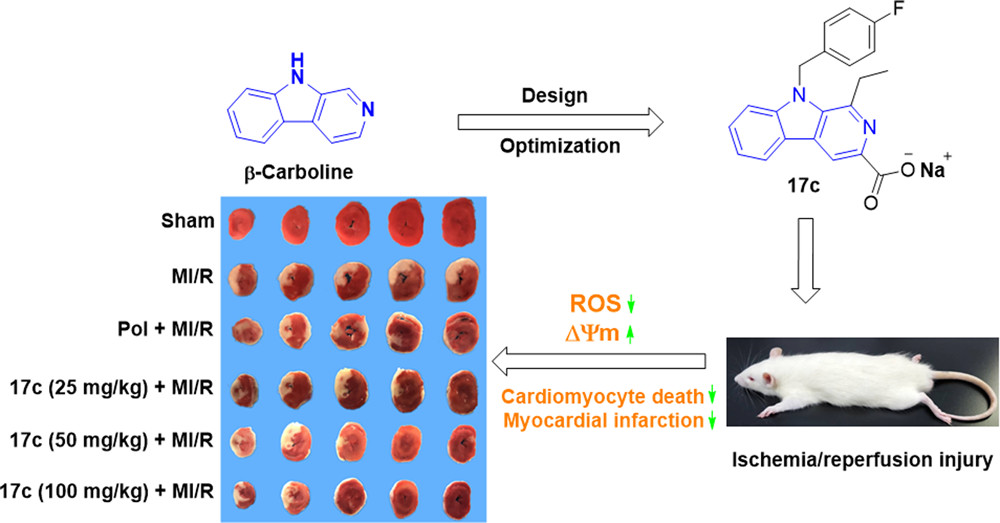 F
H
N
N
β-Carboline
Design
Optimization
N
N
O⁻ Na⁺
O
17c
Sham
MI/R
Pol + MI/R
17c (25 mg/kg) + MI/R
17c (50 mg/kg) + MI/R
17c (100 mg/kg) + MI/R
ROS
ΔΨm
Cardiomyocyte death
Myocardial infarction
Ischemia/reperfusion injury